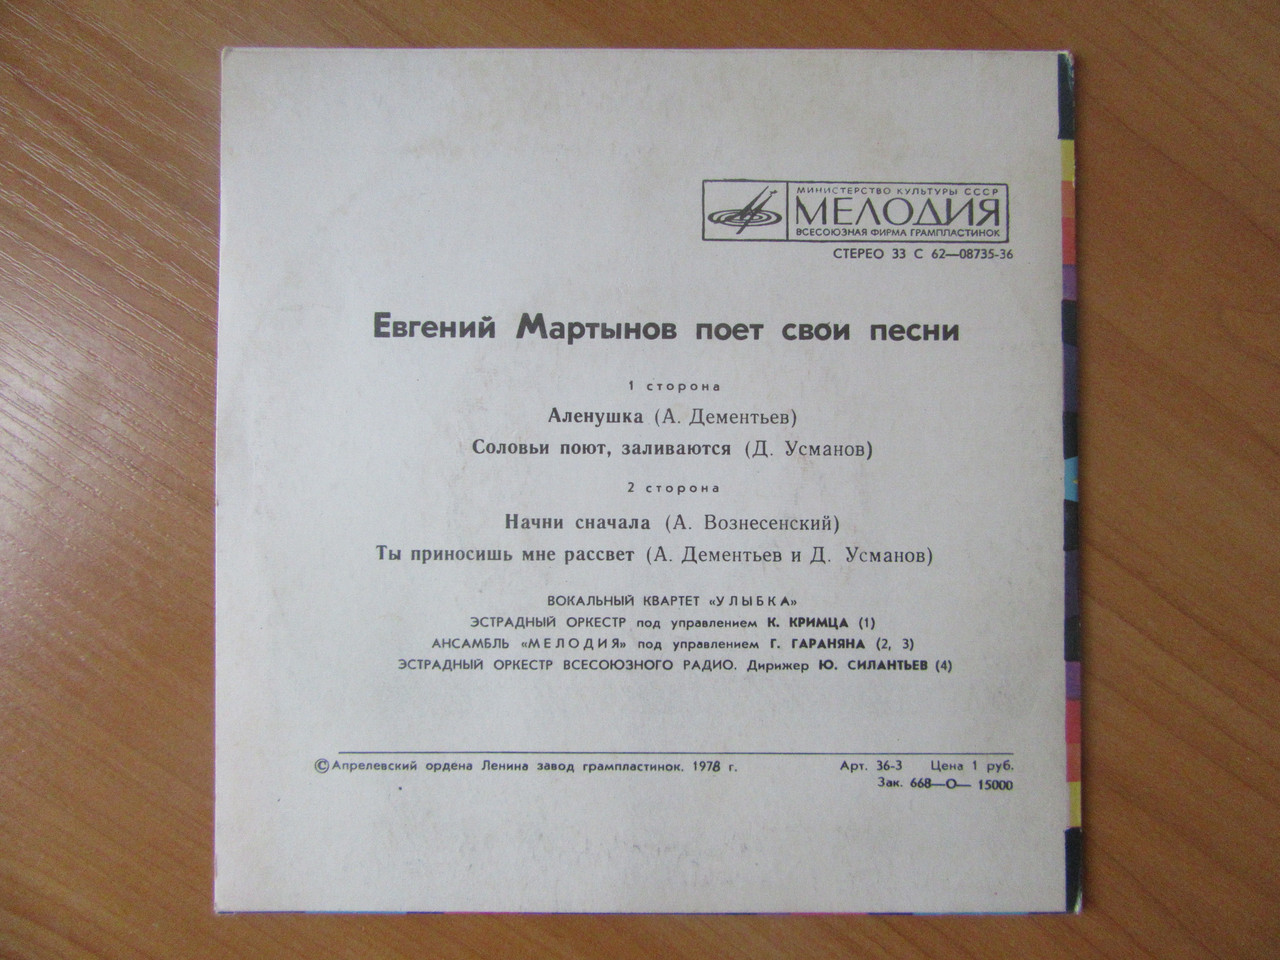 МИНИСТЕРСТВО КУЛЬТУРЫ СССР
МЕЛОДИЯ
ВСЕСОЮЗНАЯ ФИРМА ГРАМПЛАСТИНОК
СТЕРЕО 33 С 62—08735-36
Евгений Мартынов поет свои песни
1 сторона
Аленушка (А. Дементьев)
Соловьи поют, заливаются (Д. Усманов)
2 сторона
Начни сначала (А. Вознесенский)
Ты приносишь мне рассвет (А. Дементьев и Д. Усманов)
ВОКАЛЬНЫЙ КВАРТЕТ «УЛЫБКА»
ЭСТРАДНЫЙ ОРКЕСТР под управлением К. КРИМЦА (1)
АНСАМБЛЬ «МЕЛОДИЯ» под управлением Г. ГАРАНЯНА (2, 3)
ЭСТРАДНЫЙ ОРКЕСТР ВСЕСОЮЗНОГО РАДИО. Дирижер Ю. СИЛАНТЬЕВ (4)
© Апрелевский ордена Ленина завод грампластинок. 1978 г. Арт. 36-3 Цена 1 руб.
Зак. 668—О— 15000